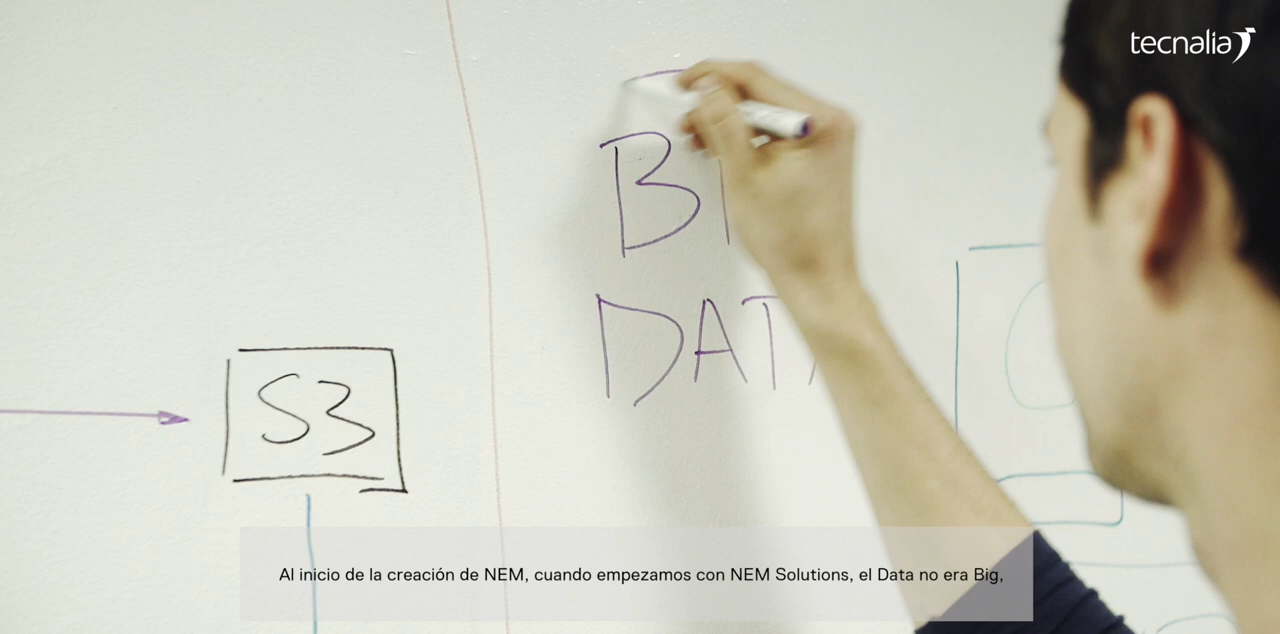 tecnalia
BI
DATA
S3
Al inicio de la creación de NEM, cuando empezamos con NEM Solutions, el Data no era Big,